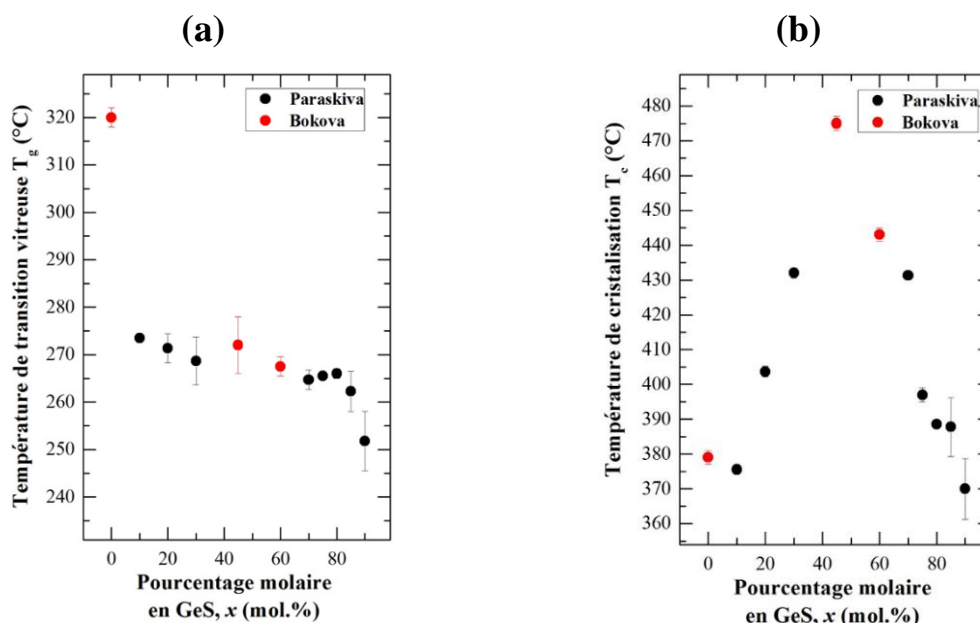 (a)
(b)
Température de transition vitreuse T_g (°C)
320
310
300
290
280
270
260
250
240
0 20 40 60 80
Pourcentage molaire
en GeS, x (mol.%)
Paraskiva
Bokova
Température de cristalisation T_c (°C)
480
470
460
450
440
430
420
410
400
390
380
370
360
0 20 40 60 80
Pourcentage molaire
en GeS, x (mol.%)
Paraskiva
Bokova